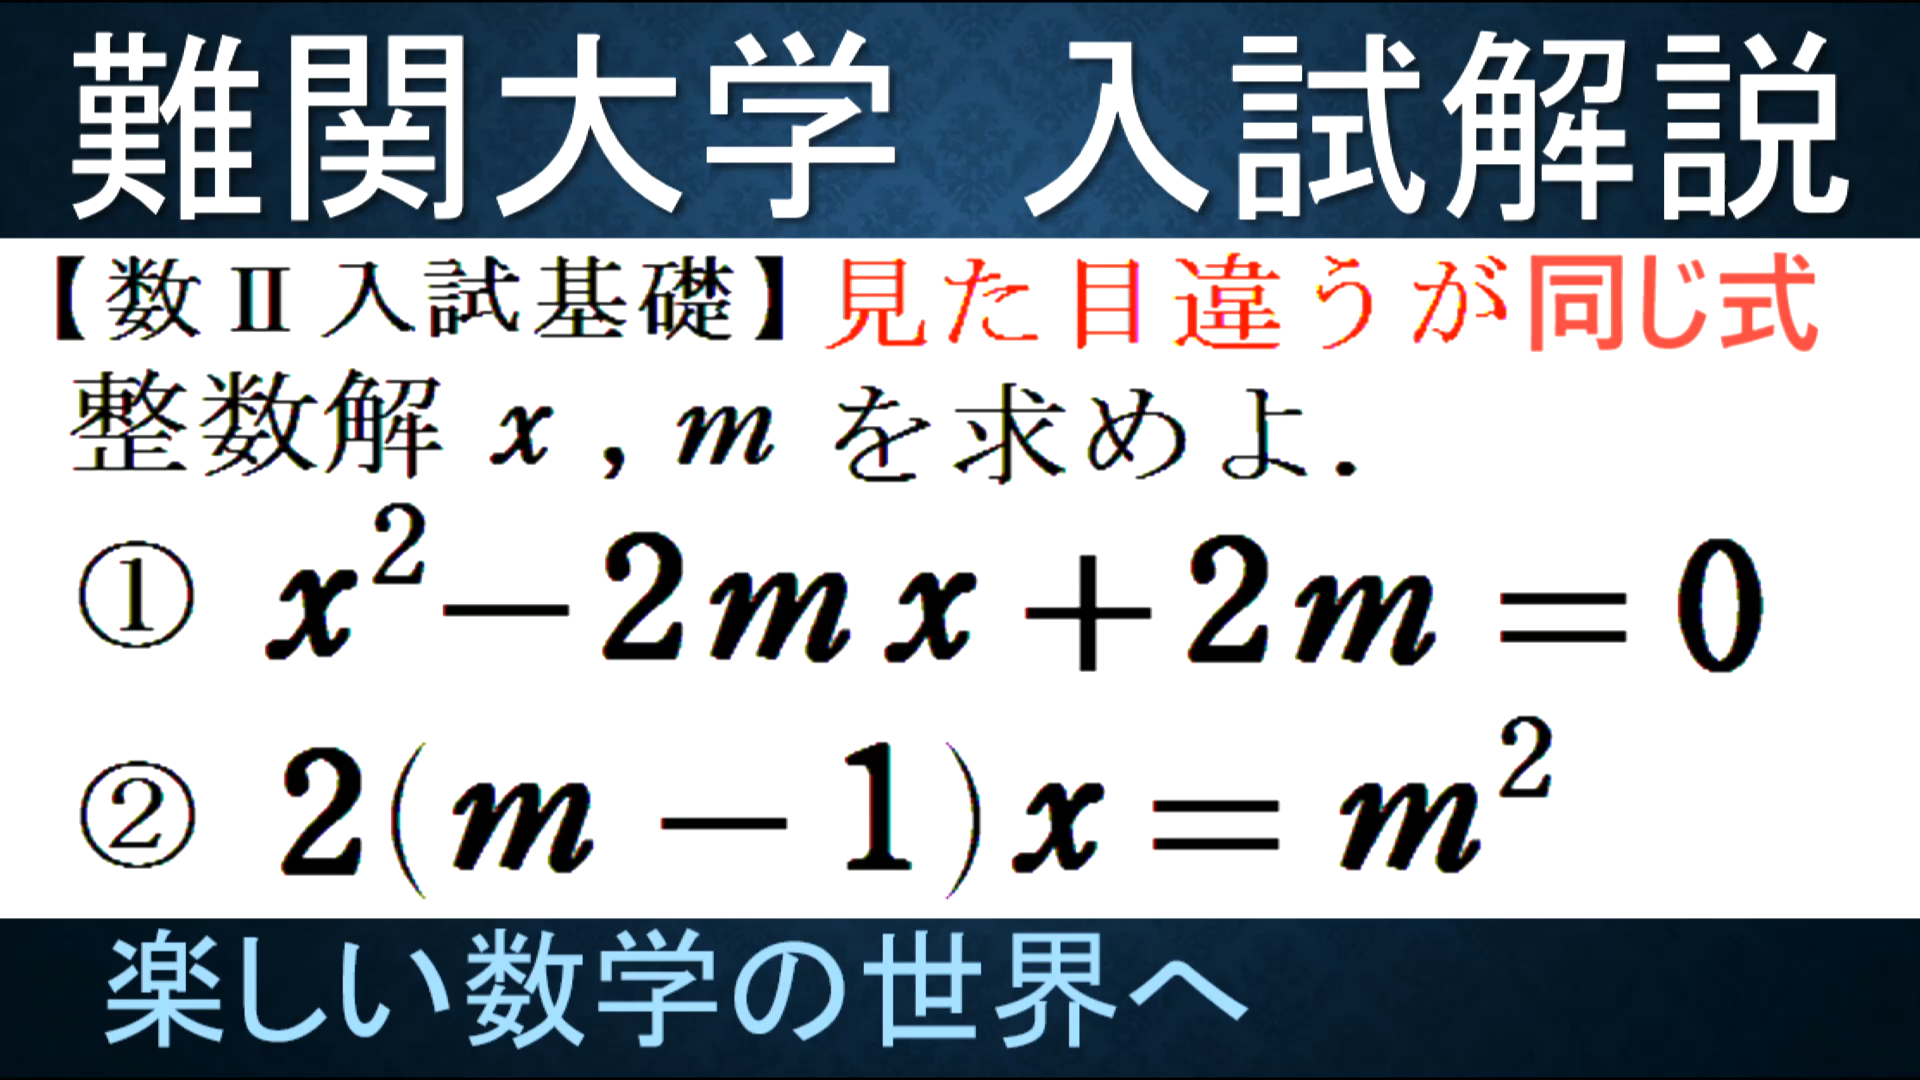 難関大学 入試解説
【数Ⅱ入試基礎】見た目違うが同じ式
整数解 x , m を求めよ.
① x² − 2mx + 2m = 0
② 2(m − 1)x = m²
楽しい数学の世界へ